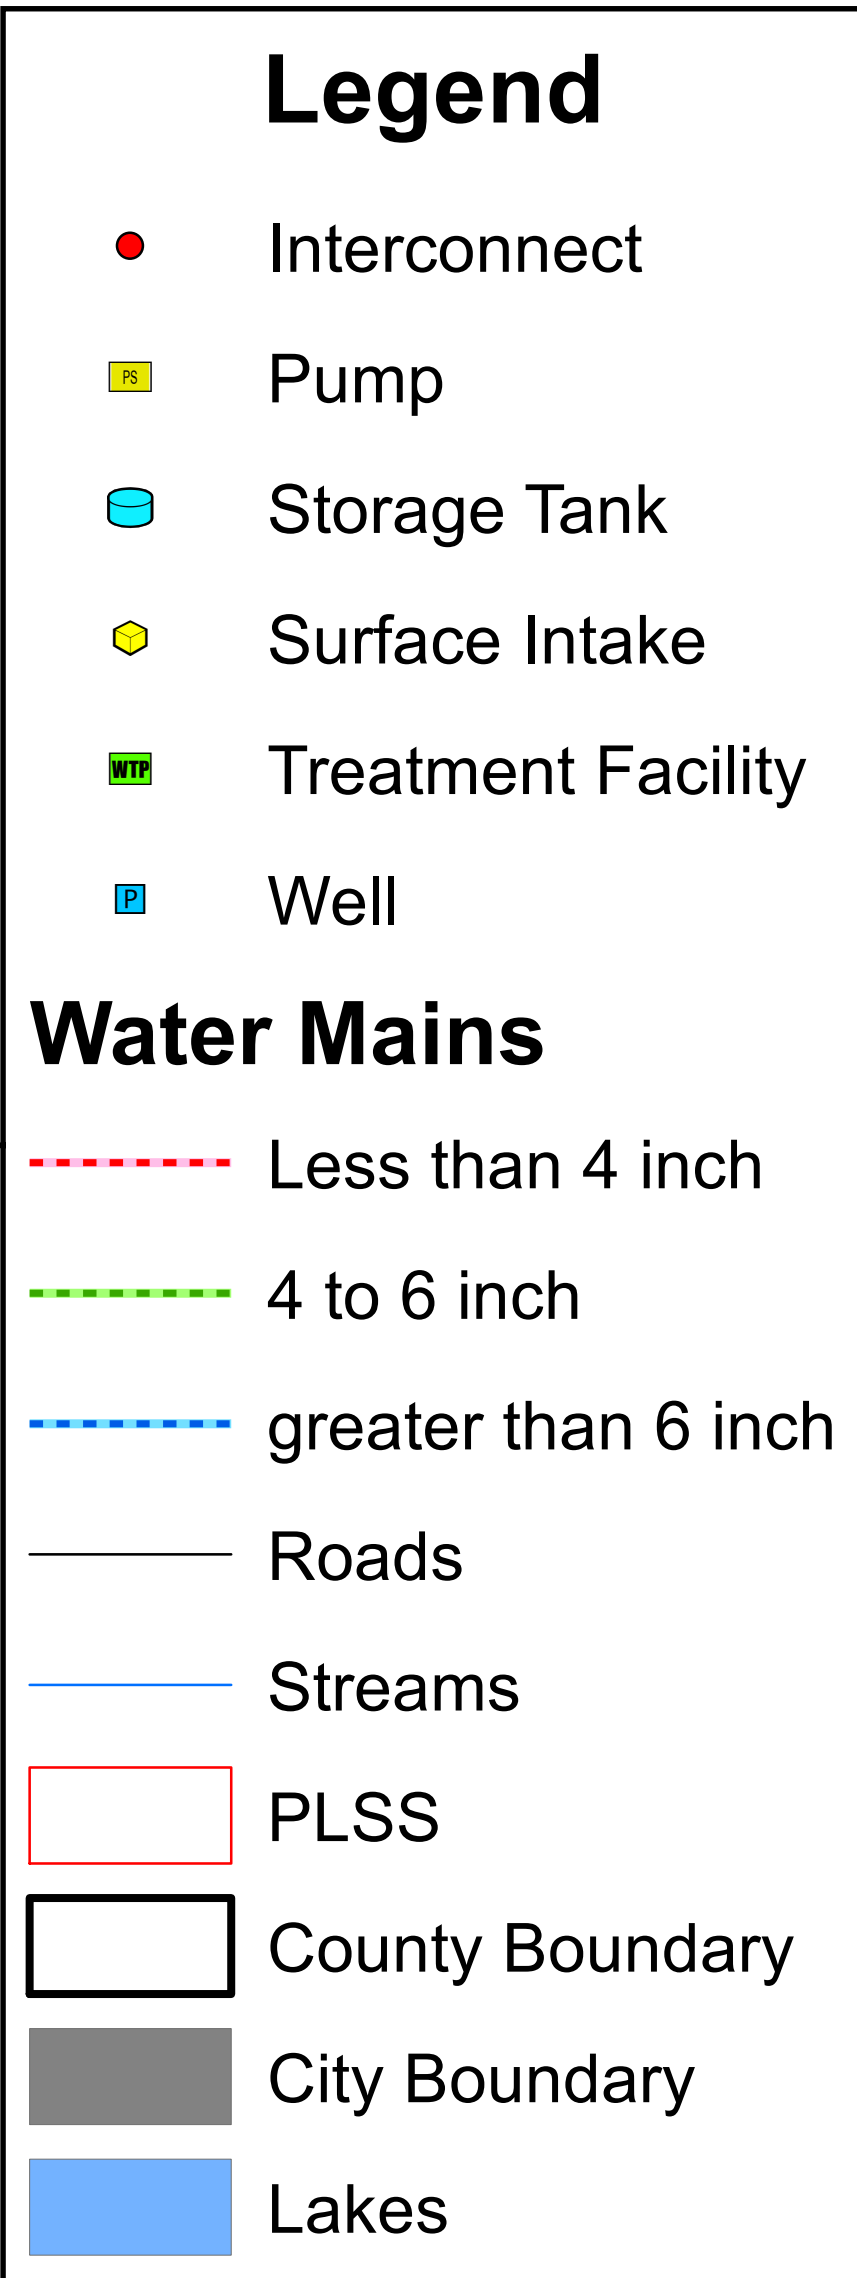 Legend
Interconnect
PS Pump
Storage Tank
Surface Intake
WTP Treatment Facility
P Well
Water Mains
Less than 4 inch
4 to 6 inch
greater than 6 inch
Roads
Streams
PLSS
County Boundary
City Boundary
Lakes